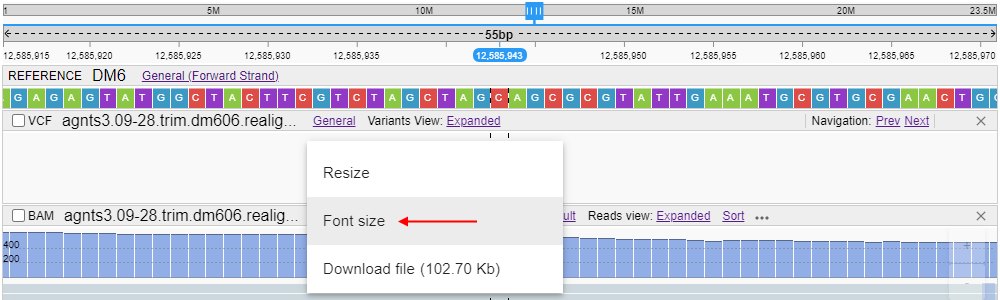 1 5M 10M 15M 20M 23.5M
55bp
12,585,915 12,585,920 12,585,925 12,585,930 12,585,935 12,585,943 12,585,950 12,585,955 12,585,960 12,585,965 12,585,970
REFERENCE DM6 General (Forward Strand)
G A G A G T A T G G C T A C T T C G T C T A G C T A G C A G C G C G T A T T G A A A T G C G T G C G A A C T G G
VCF agnts3.09-28.trim.dm606.realig... General Variants View: Expanded Navigation: Prev Next
Resize
Font size
Download file (102.70 Kb)
BAM agnts3.09-28.trim.dm606.realig... ult Reads view: Expanded Sort
400
200